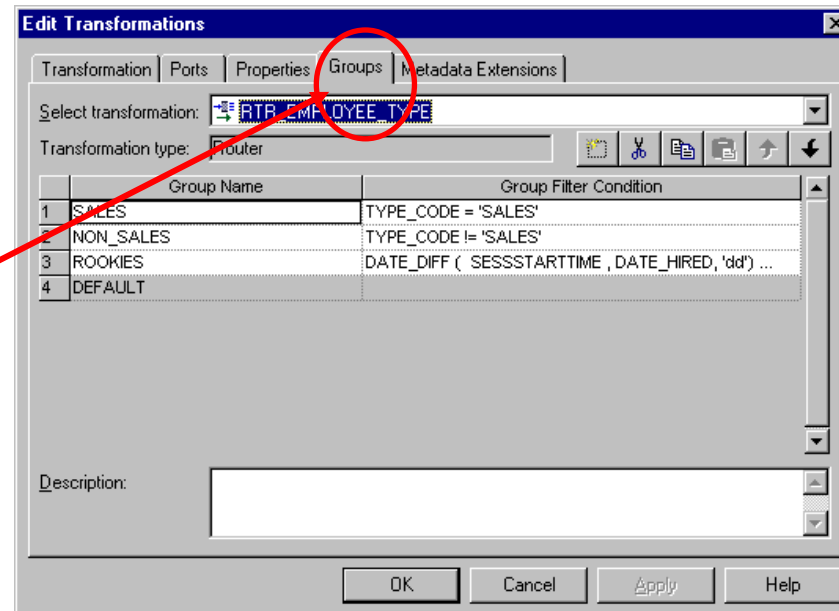 Edit Transformations
Transformation Ports Properties Groups Metadata Extensions
Select transformation: RTR_EMPLOYEE_TYPE
Transformation type: Router
Group Name Group Filter Condition
1 SALES TYPE_CODE = 'SALES'
2 NON_SALES TYPE_CODE != 'SALES'
3 ROOKIES DATE_DIFF ( SESSSTARTTIME , DATE_HIRED, 'dd') ...
4 DEFAULT
Description:
OK Cancel Apply Help